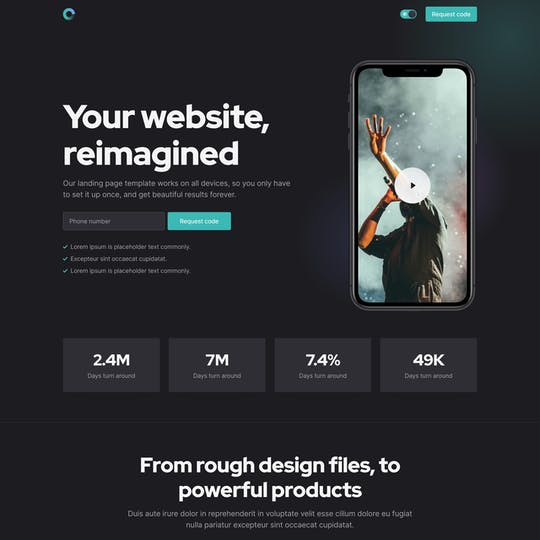 Request code
Your website,
reimagined
Our landing page template works on all devices, so you only have
to set it up once, and get beautiful results forever.
Phone number
Request code
Lorem ipsum is placeholder text commonly.
Excepteur sint occaecat cupidatat.
Lorem ipsum is placeholder text commonly.
2.4M
Days turn around
7M
Days turn around
7.4%
Days turn around
49K
Days turn around
From rough design files, to
powerful products
Duis aute irure dolor in reprehenderit in voluptate velit esse cillum dolore eu fugiat
nulla pariatur excepteur sint occaecat cupidatat.